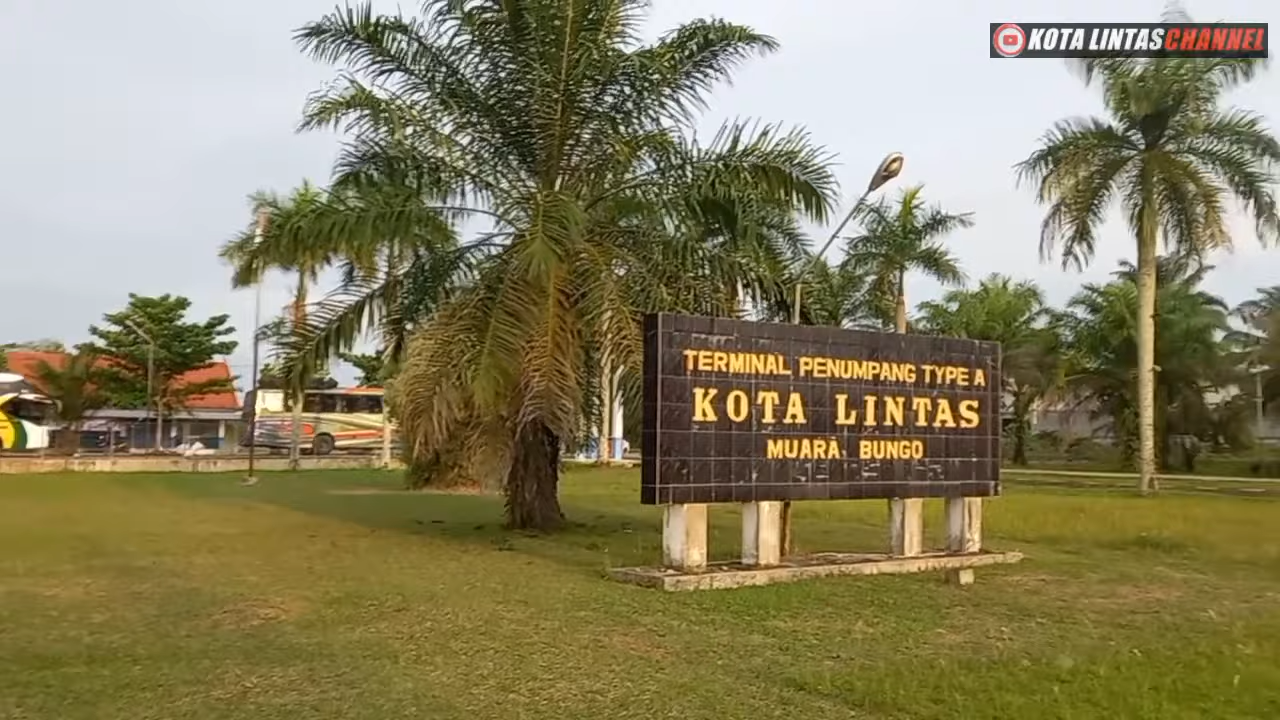 KOTA LINTAS CHANNEL
TERMINAL PENUMPANG TYPE A
KOTA LINTAS
MUARA BUNGO